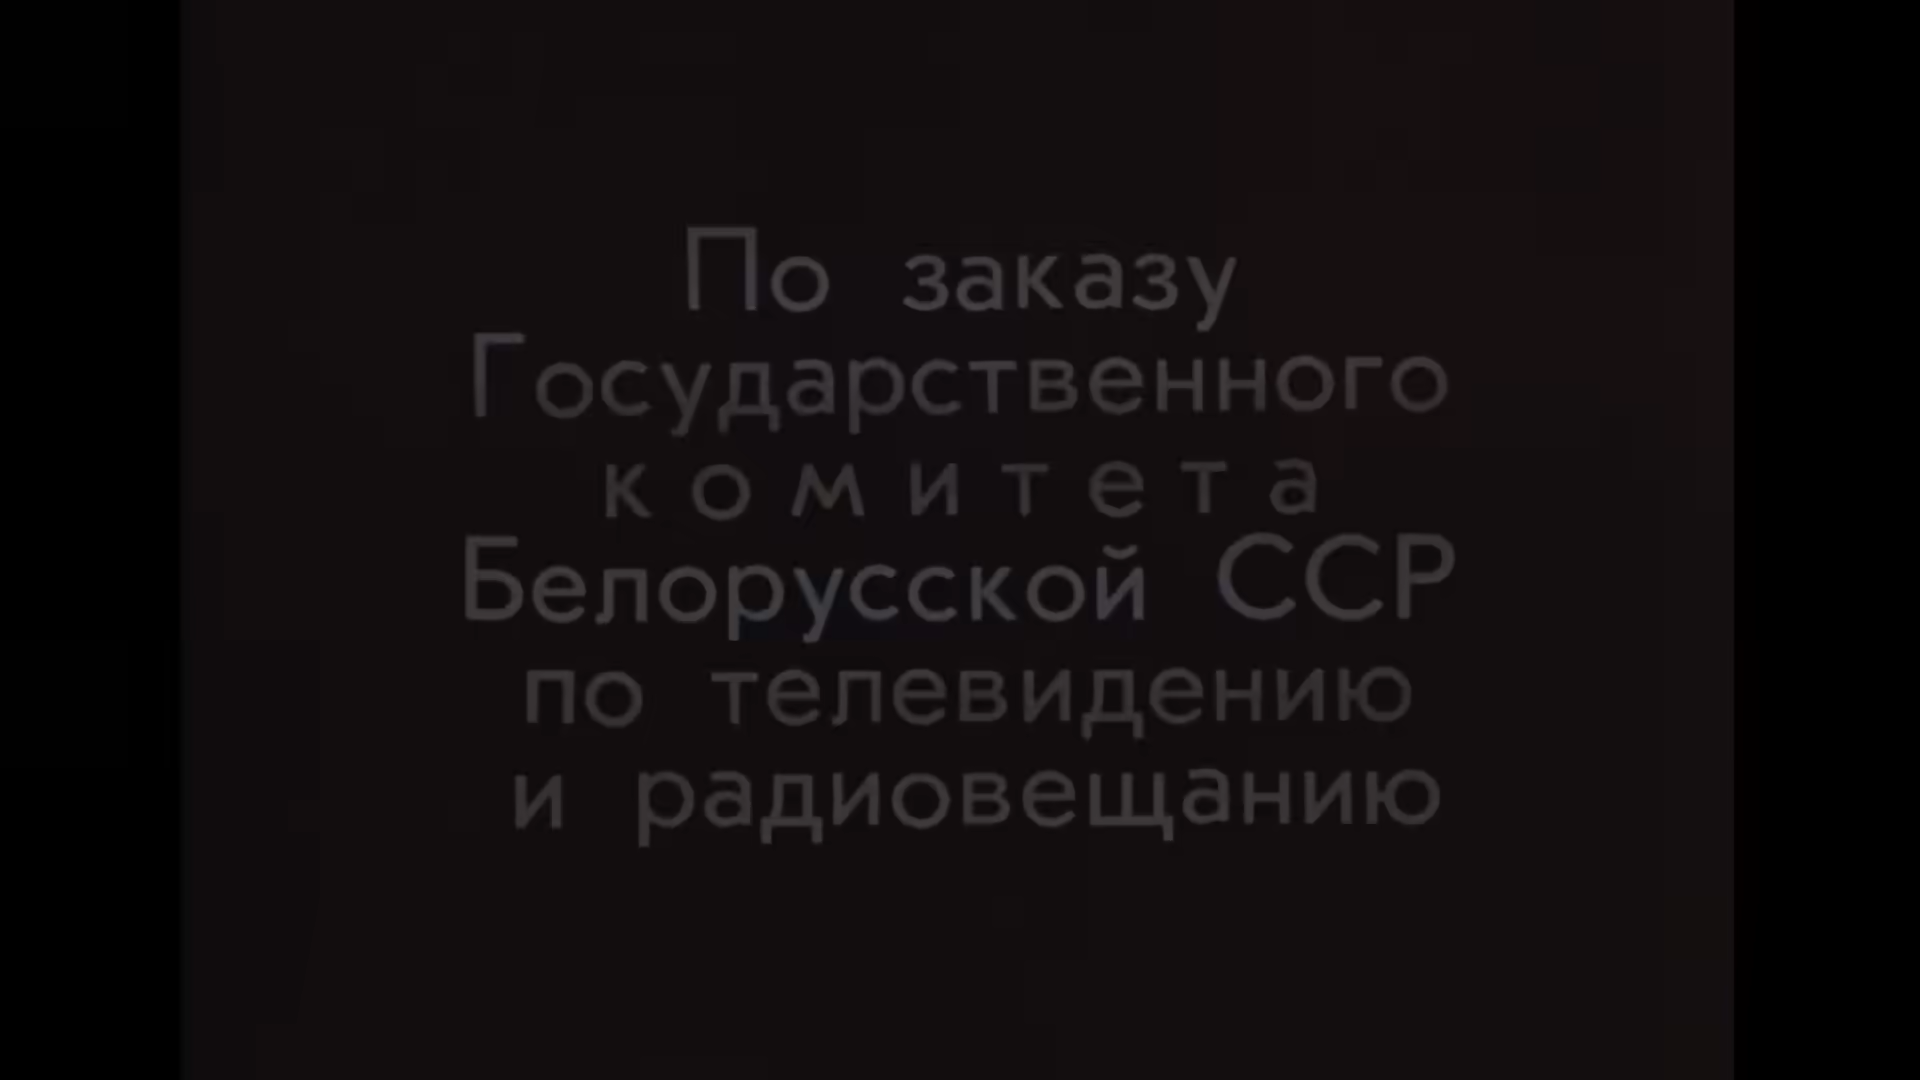 По заказу
Государственного
комитета
Белорусской ССР
по телевидению
и радиовещанию